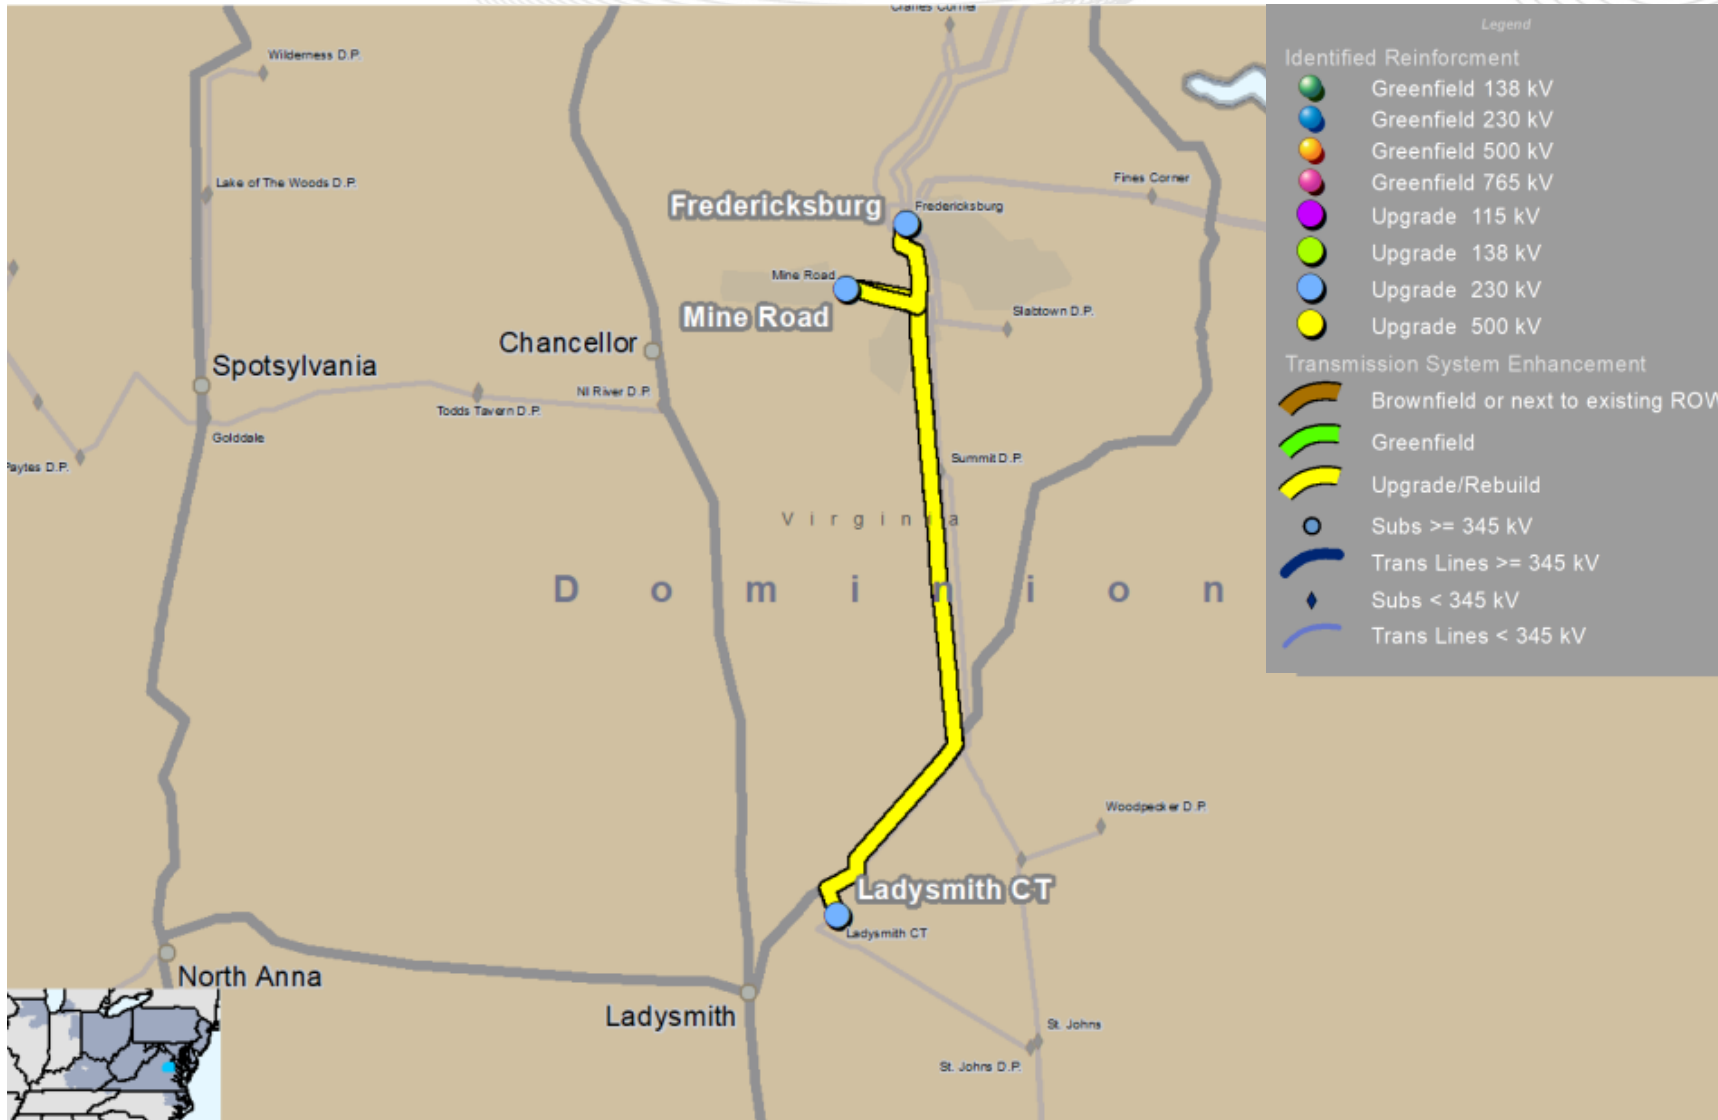 Cranes Corner
Wilderness D.P.
Lake of The Woods D.P.
Fines Corner
Fredericksburg
Fredericksburg
Mine Road
Mine Road
Slabtown D.P.
Chancellor
Spotsylvania
NI River D.P.
Todds Tavern D.P.
Golddale
Paytes D.P.
Summit D.P.
Virginia
Dominion
Woodpecker D.P.
Ladysmith CT
Ladysmith CT
North Anna
Ladysmith
St. Johns
St. Johns D.P.
Legend
Identified Reinforcment
Greenfield 138 kV
Greenfield 230 kV
Greenfield 500 kV
Greenfield 765 kV
Upgrade 115 kV
Upgrade 138 kV
Upgrade 230 kV
Upgrade 500 kV
Transmission System Enhancement
Brownfield or next to existing ROW
Greenfield
Upgrade/Rebuild
Subs >= 345 kV
Trans Lines >= 345 kV
Subs < 345 kV
Trans Lines < 345 kV